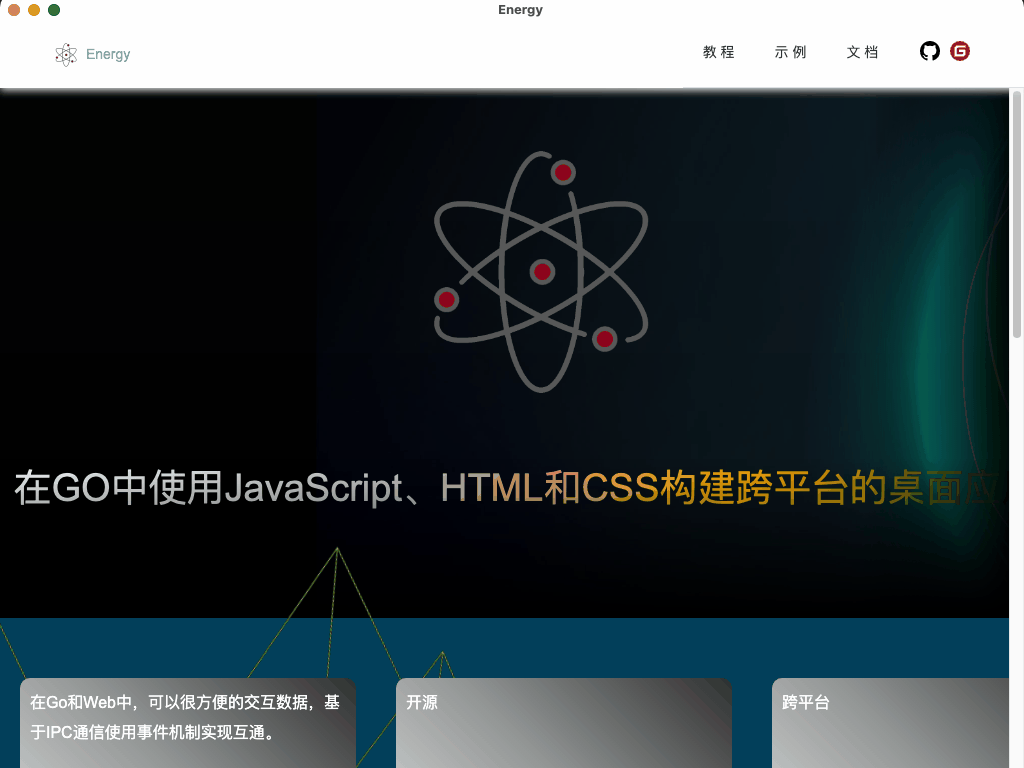 Energy
Energy
教程
示例
文档
在GO中使用JavaScript、HTML和CSS构建跨平台的桌面应
在Go和Web中，可以很方便的交互数据，基
于IPC通信使用事件机制实现互通。
开源
跨平台